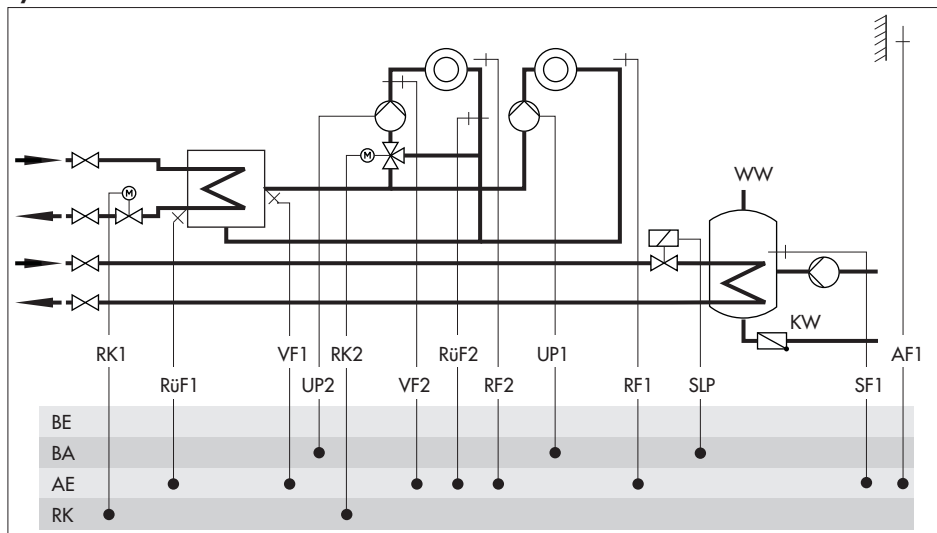 M
M
WW
KW
RK1 VF1 RK2 RüF2 UP1 AF1
RüF1 UP2 VF2 RF2 RF1 SLP SF1
BE
BA
AE
RK